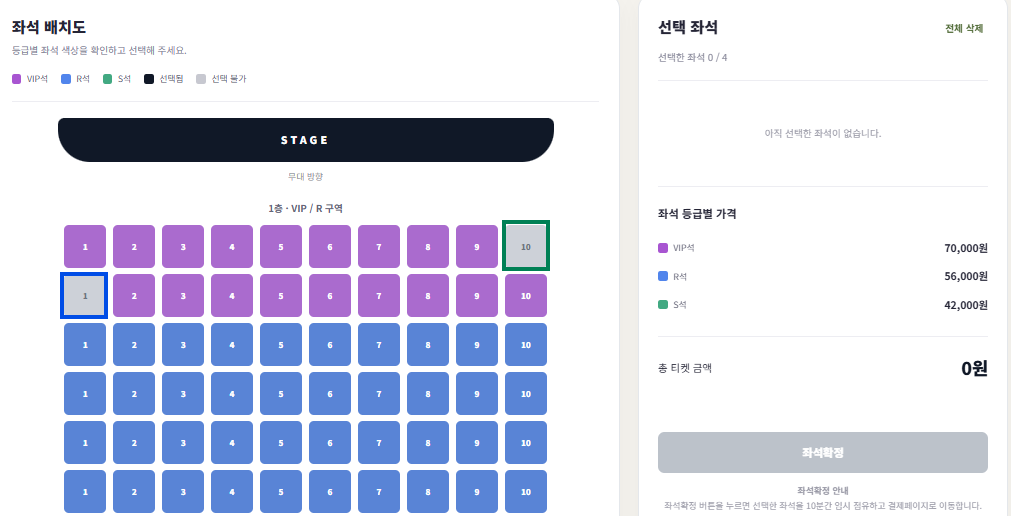 좌석 배치도
등급별 좌석 색상을 확인하고 선택해 주세요.
VIP석 R석 S석 선택됨 선택 불가
STAGE
무대 방향
1층 · VIP / R 구역
1 2 3 4 5 6 7 8 9 10
1 2 3 4 5 6 7 8 9 10
1 2 3 4 5 6 7 8 9 10
1 2 3 4 5 6 7 8 9 10
1 2 3 4 5 6 7 8 9 10
1 2 3 4 5 6 7 8 9 10
선택 좌석 전체 삭제
선택한 좌석 0 / 4
아직 선택한 좌석이 없습니다.
좌석 등급별 가격
VIP석 70,000원
R석 56,000원
S석 42,000원
총 티켓 금액 0원
좌석확정
좌석확정 안내
좌석확정 버튼을 누르면 선택한 좌석을 10분간 임시 점유하고 결제페이지로 이동합니다.